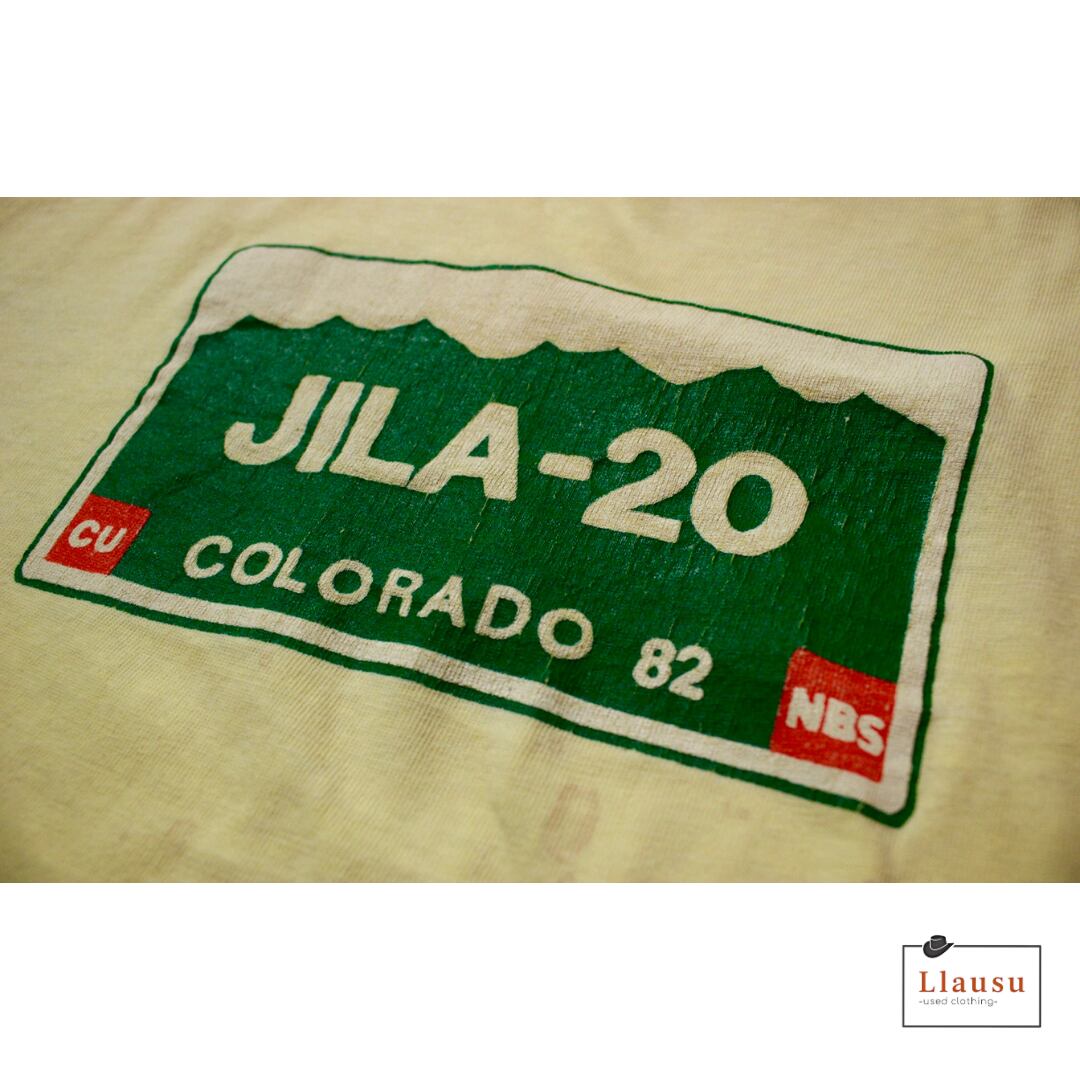 JILA-20
CU
COLORADO 82
NBS
Llausu
-used clothing-